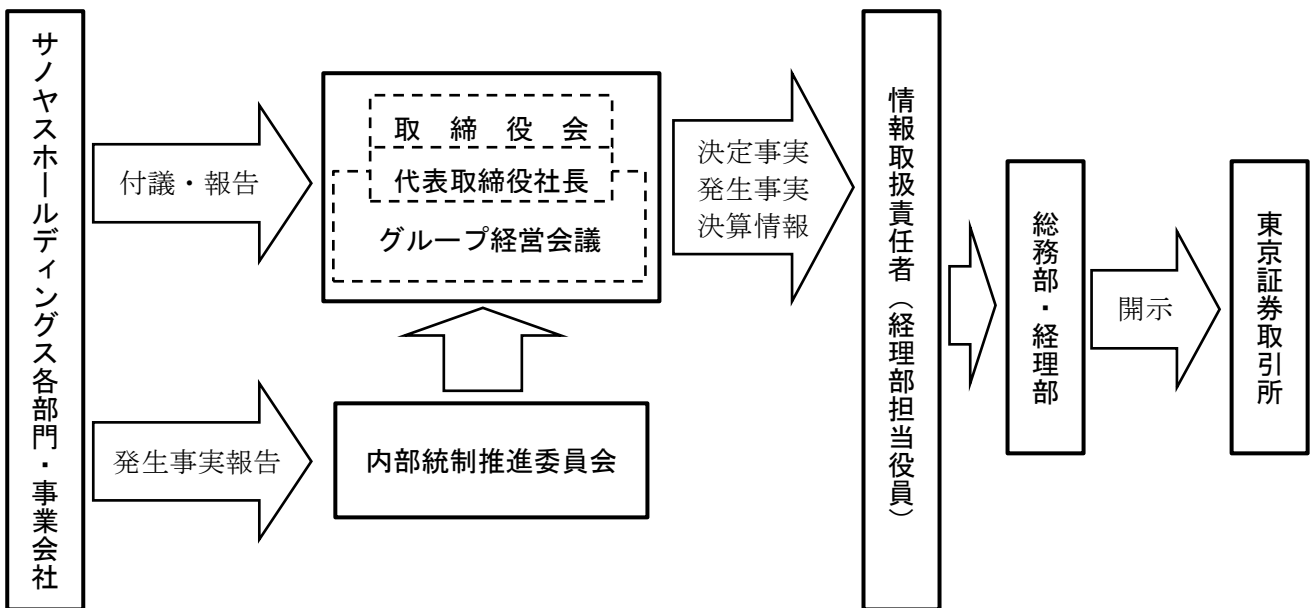 サノヤスホールディングス各部門・事業会社
付議・報告
取　締　役　会
代表取締役社長
グループ経営会議
決定事実
発生事実
決算情報
発生事実報告
内部統制推進委員会
情報取扱責任者（経理部担当役員）
総務部・経理部
開示
東京証券取引所